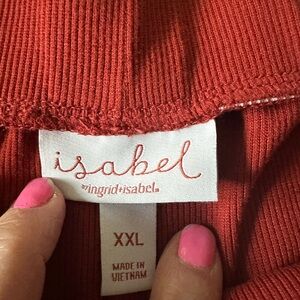 isabel
by ingrid+isabel®
XXL
MADE IN
VIETNAM